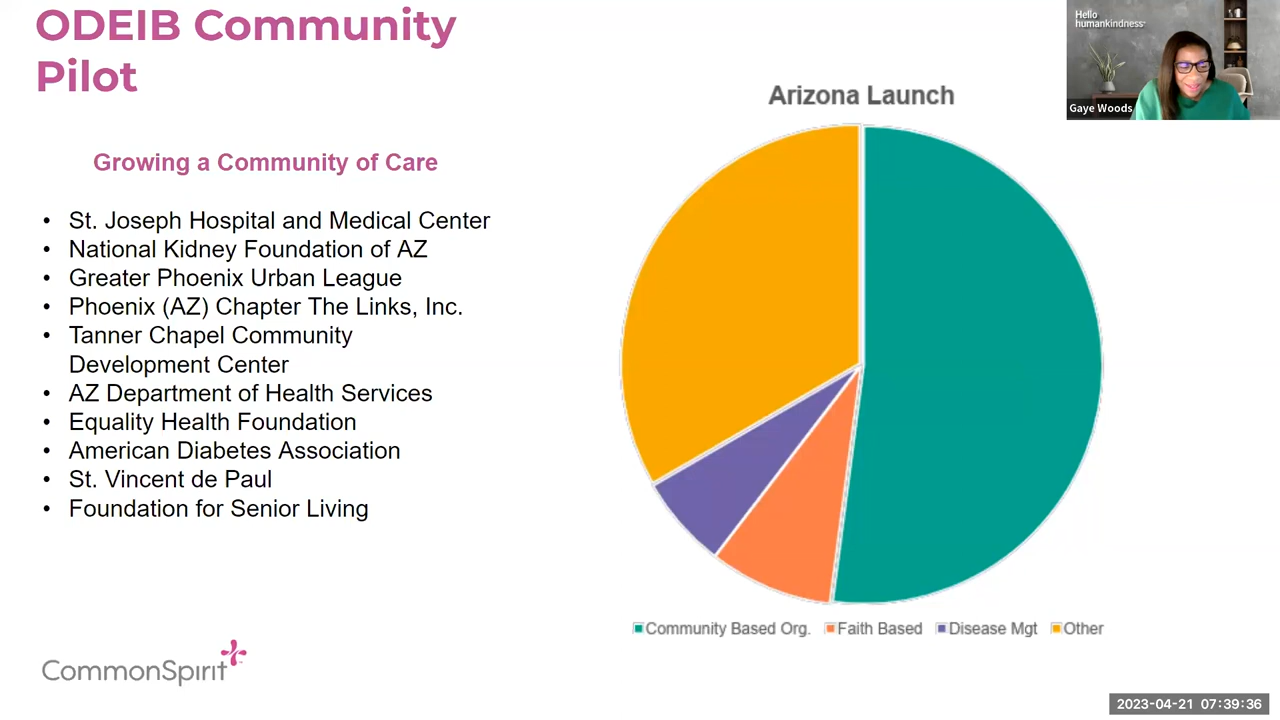 ODEIB Community
Pilot
Growing a Community of Care
• St. Joseph Hospital and Medical Center
• National Kidney Foundation of AZ
• Greater Phoenix Urban League
• Phoenix (AZ) Chapter The Links, Inc.
• Tanner Chapel Community
Development Center
• AZ Department of Health Services
• Equality Health Foundation
• American Diabetes Association
• St. Vincent de Paul
• Foundation for Senior Living
CommonSpirit™
Arizona Launch
Community Based Org. Faith Based Disease Mgt Other
Hello
humankindness®
Gaye Woods
2023-04-21 07:39:36